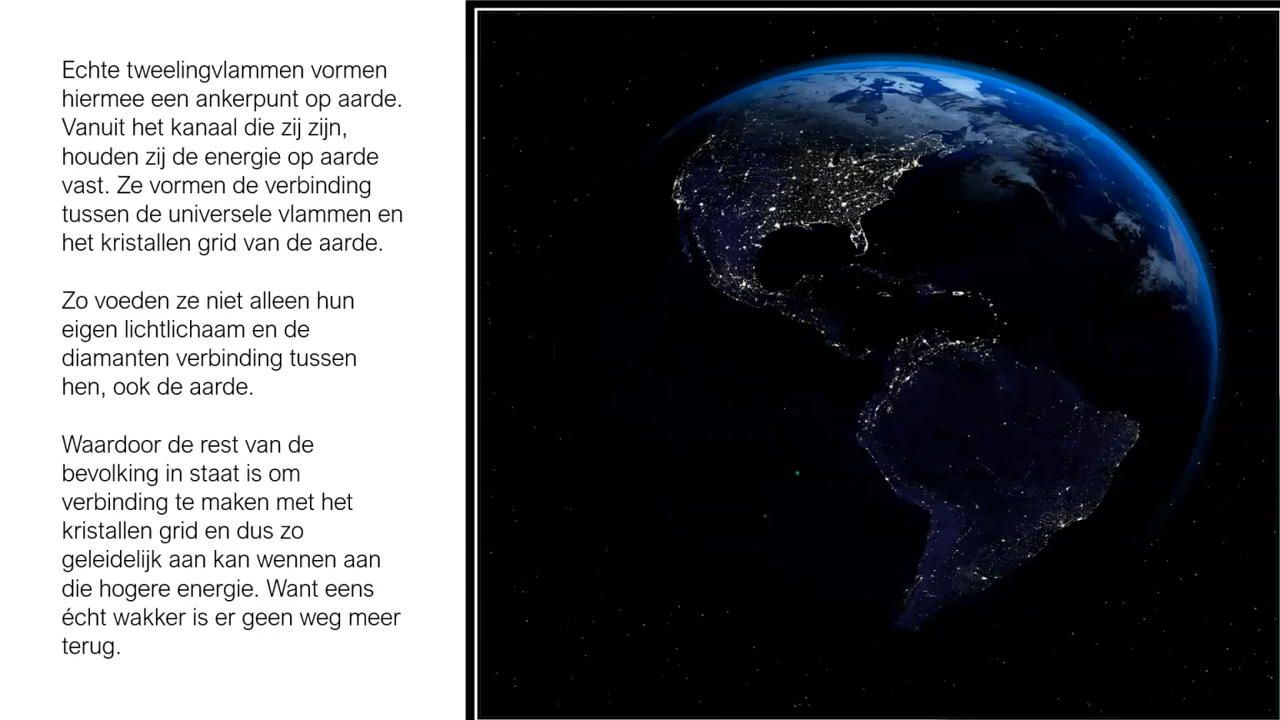 Echte tweelingvlammen vormen
hiermee een ankerpunt op aarde.
Vanuit het kanaal die zij zijn,
houden zij de energie op aarde
vast. Ze vormen de verbinding
tussen de universele vlammen en
het kristallen grid van de aarde.
Zo voeden ze niet alleen hun
eigen lichtlichaam en de
diamanten verbinding tussen
hen, ook de aarde.
Waardoor de rest van de
bevolking in staat is om
verbinding te maken met het
kristallen grid en dus zo
geleidelijk aan kan wennen aan
die hogere energie. Want eens
écht wakker is er geen weg meer
terug.